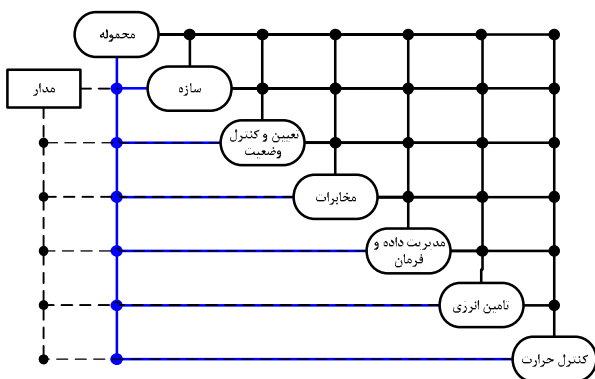 محموله
مدار
سازه
تعیین و کنترل
وضعیت
مخابرات
مدیریت داده و
فرمان
تامین انرژی
کنترل حرارت